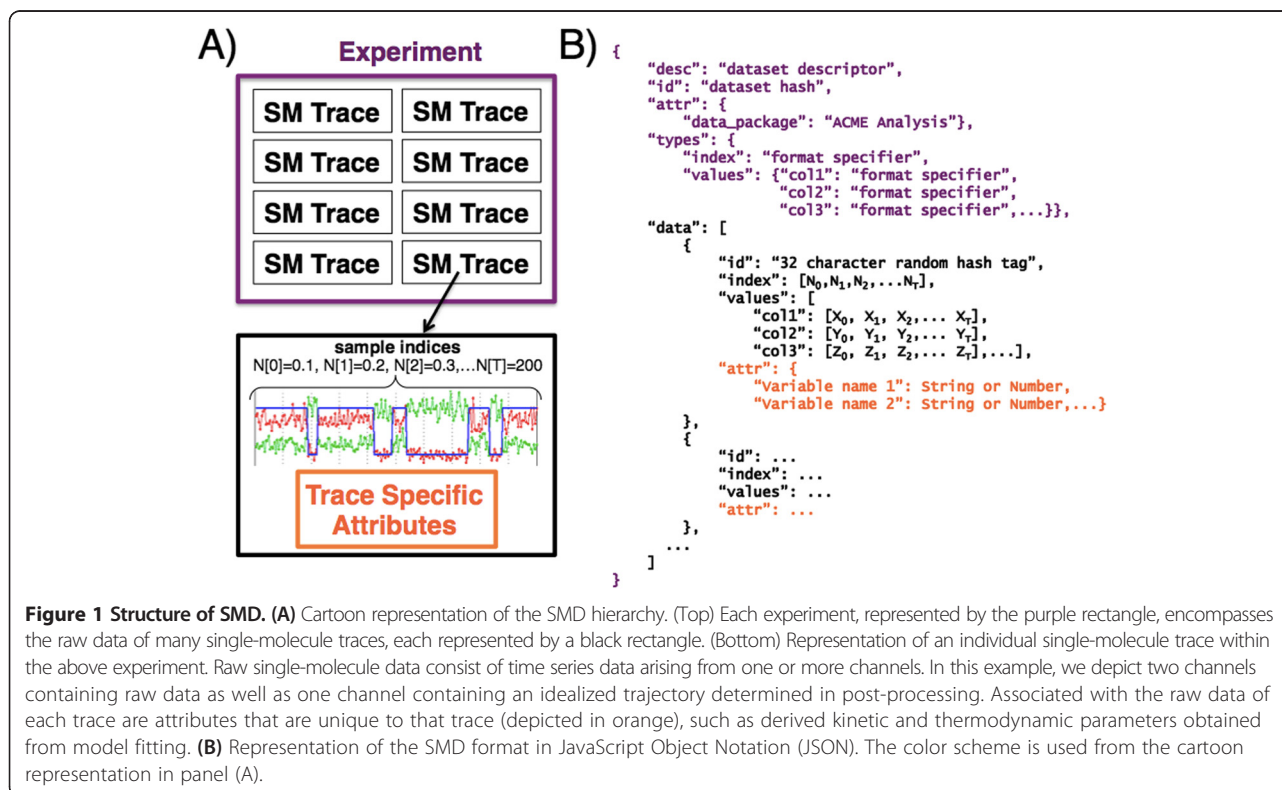 A)
Experiment
SM Trace SM Trace
SM Trace SM Trace
SM Trace SM Trace
SM Trace SM Trace
sample indices
N[0]=0.1, N[1]=0.2, N[2]=0.3,...N[T]=200
Trace Specific
Attributes
B)
{
“desc”: “dataset descriptor”,
“id”: “dataset hash”,
“attr”: {
“data_package”: “ACME Analysis”},
“types”: {
“index”: “format specifier”,
“values”: {“col1”: “format specifier”,
“col2”: “format specifier”,
“col3”: “format specifier”,...}},
“data”: [
{
“id”: “32 character random hash tag”,
“index”: [N₀,N₁,N₂,...N_T],
“values”: [
“col1”: [X₀, X₁, X₂,... X_T],
“col2”: [Y₀, Y₁, Y₂,... Y_T],
“col3”: [Z₀, Z₁, Z₂,... Z_T],...],
“attr”: {
“Variable name 1”: String or Number,
“Variable name 2”: String or Number,...}
},
{
“id”: ...
“index”: ...
“values”: ...
“attr”: ...
},
...
]
}
Figure 1 Structure of SMD. (A) Cartoon representation of the SMD hierarchy. (Top) Each experiment, represented by the purple rectangle, encompasses
the raw data of many single-molecule traces, each represented by a black rectangle. (Bottom) Representation of an individual single-molecule trace within
the above experiment. Raw single-molecule data consist of time series data arising from one or more channels. In this example, we depict two channels
containing raw data as well as one channel containing an idealized trajectory determined in post-processing. Associated with the raw data of
each trace are attributes that are unique to that trace (depicted in orange), such as derived kinetic and thermodynamic parameters obtained
from model fitting. (B) Representation of the SMD format in JavaScript Object Notation (JSON). The color scheme is used from the cartoon
representation in panel (A).